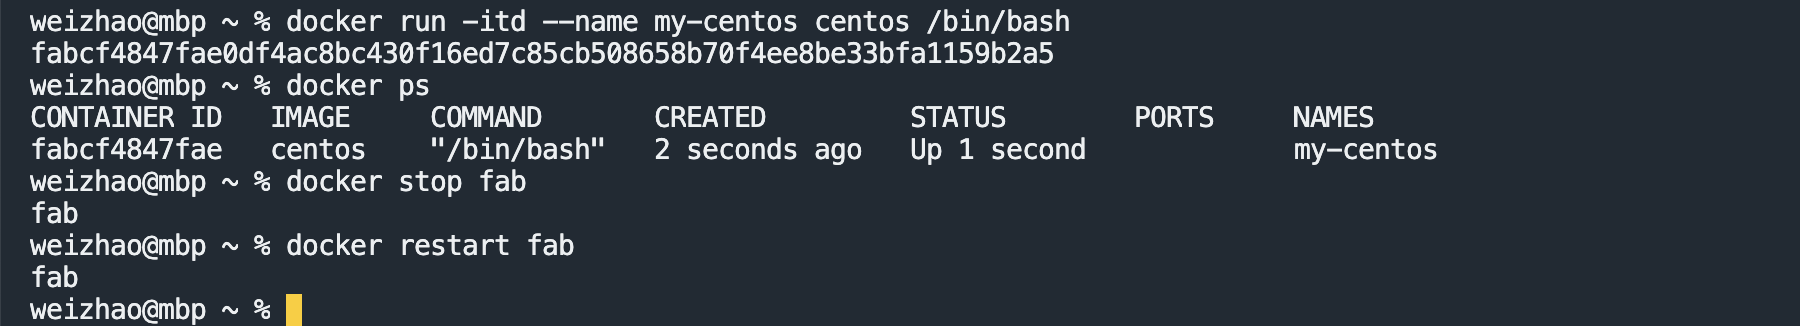 weizhao@mbp ~ % docker run -itd --name my-centos centos /bin/bash
fabcf4847fae0df4ac8bc430f16ed7c85cb508658b70f4ee8be33bfa1159b2a5
weizhao@mbp ~ % docker ps
CONTAINER ID   IMAGE     COMMAND       CREATED         STATUS        PORTS     NAMES
fabcf4847fae   centos    "/bin/bash"   2 seconds ago   Up 1 second             my-centos
weizhao@mbp ~ % docker stop fab
fab
weizhao@mbp ~ % docker restart fab
fab
weizhao@mbp ~ %